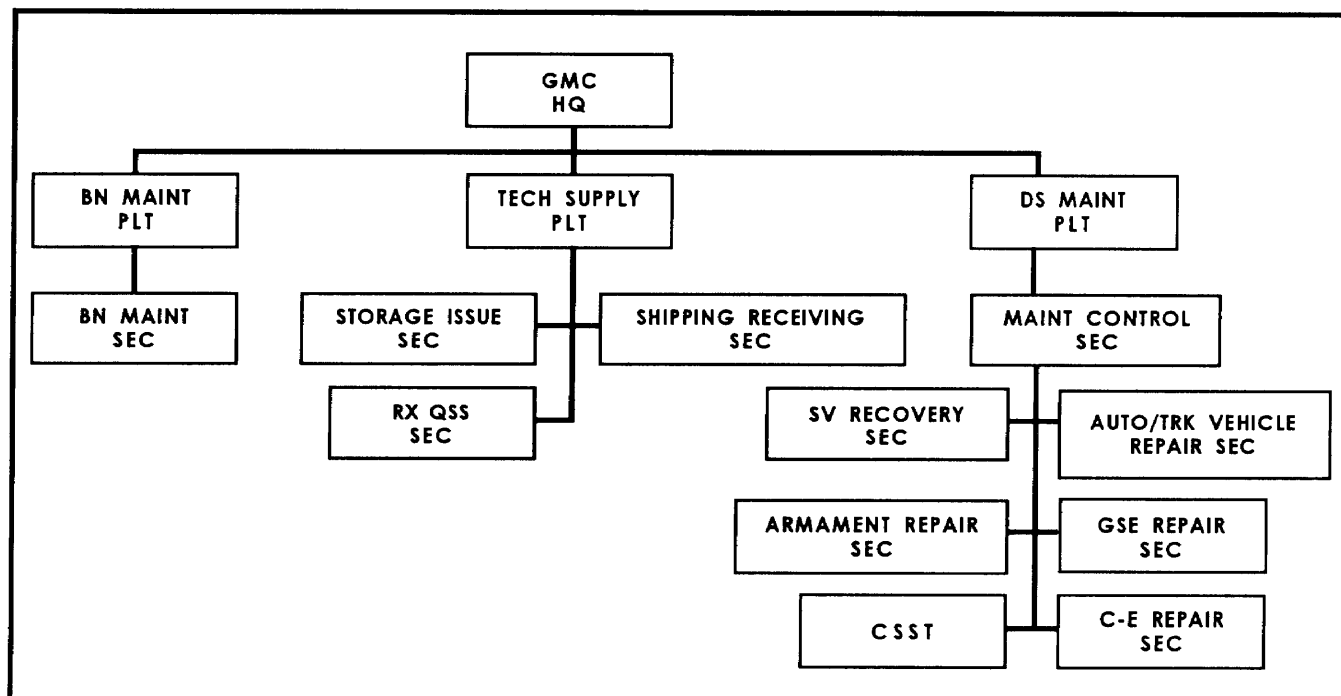 GMC
HQ
BN MAINT
PLT
TECH SUPPLY
PLT
DS MAINT
PLT
BN MAINT
SEC
STORAGE ISSUE
SEC
SHIPPING RECEIVING
SEC
MAINT CONTROL
SEC
RX QSS
SEC
SV RECOVERY
SEC
AUTO/TRK VEHICLE
REPAIR SEC
ARMAMENT REPAIR
SEC
GSE REPAIR
SEC
CSST
C-E REPAIR
SEC